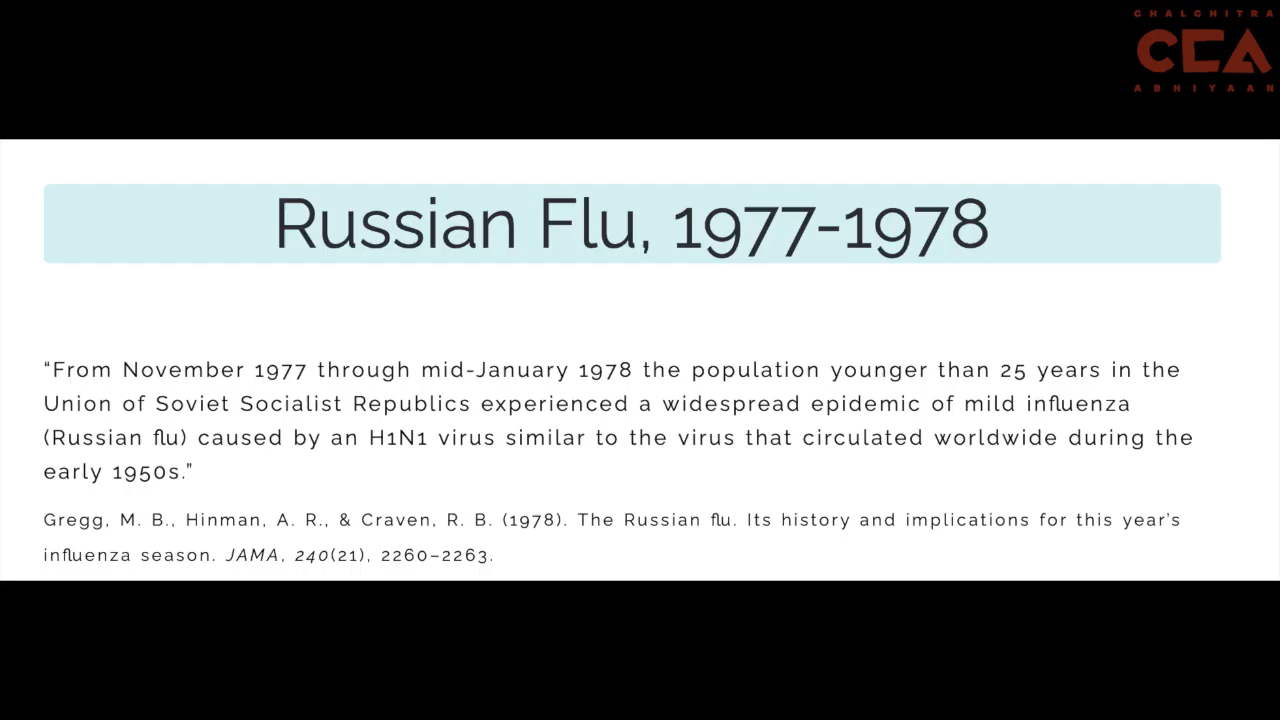 CHALCHITRA
CCA
ABHIYAAN
Russian Flu, 1977-1978
“From November 1977 through mid-January 1978 the population younger than 25 years in the
Union of Soviet Socialist Republics experienced a widespread epidemic of mild influenza
(Russian flu) caused by an H1N1 virus similar to the virus that circulated worldwide during the
early 1950s.”
Gregg, M. B., Hinman, A. R., & Craven, R. B. (1978). The Russian flu. Its history and implications for this year’s
influenza season. JAMA, 240(21), 2260–2263.